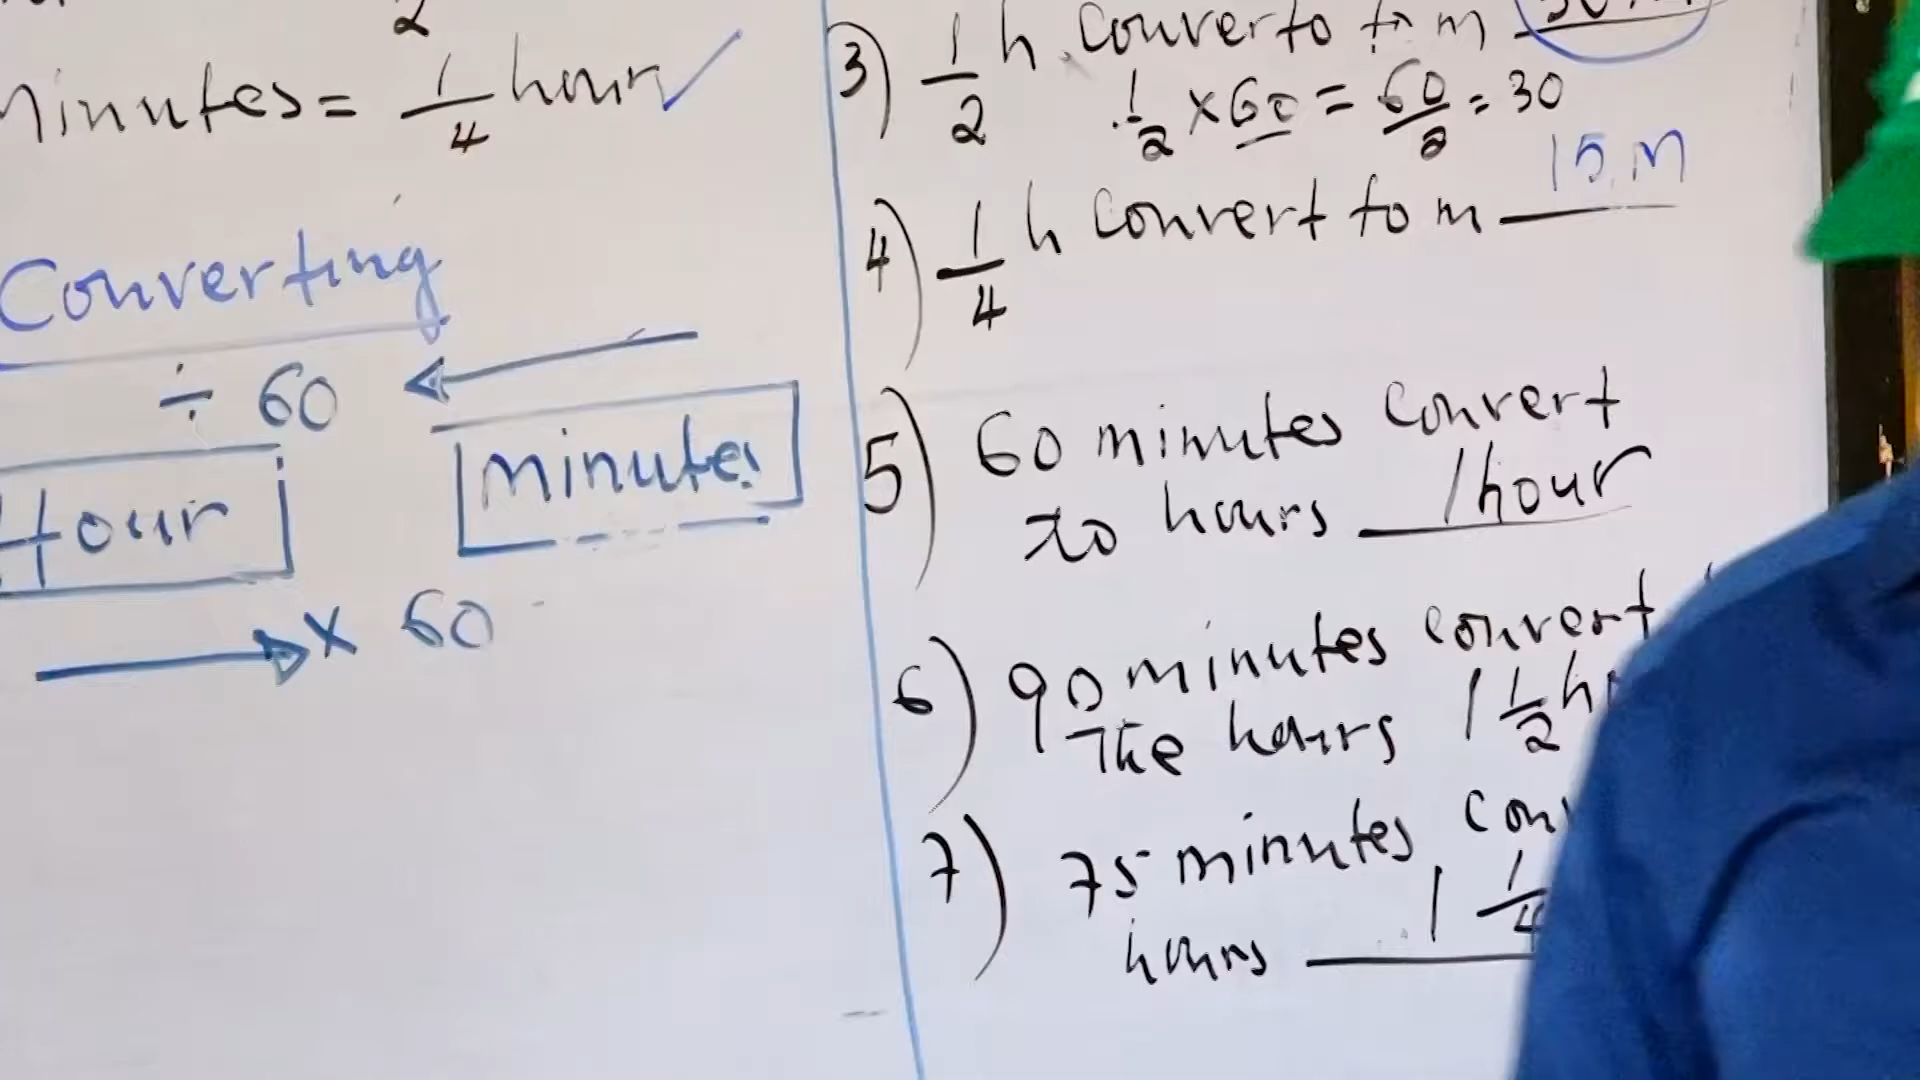 2
Minutes = 1/4 hour
Converting
÷ 60
Hour
minutes
× 60
3) 1/2 h converto to m
1/2 × 60 = 60/2 = 30
15 m
4) 1/4 h convert to m
5) 60 minutes convert
to hours 1 hour
6) 90 minutes convert
The hours 1 1/2
7) 75 minutes
hours 1 1/4